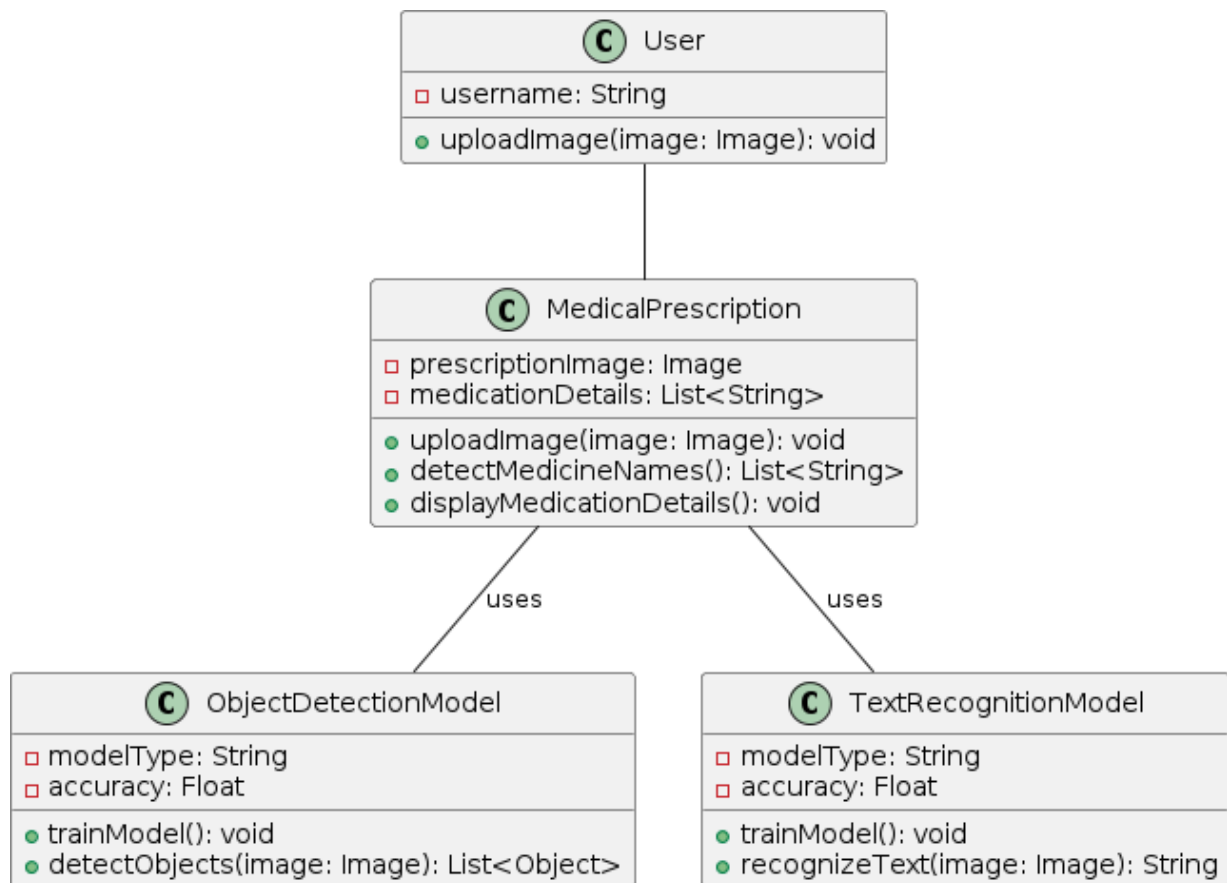 C User
username: String
uploadImage(image: Image): void
C MedicalPrescription
prescriptionImage: Image
medicationDetails: List<String>
uploadImage(image: Image): void
detectMedicineNames(): List<String>
displayMedicationDetails(): void
uses
uses
C ObjectDetectionModel
modelType: String
accuracy: Float
trainModel(): void
detectObjects(image: Image): List<Object>
C TextRecognitionModel
modelType: String
accuracy: Float
trainModel(): void
recognizeText(image: Image): String